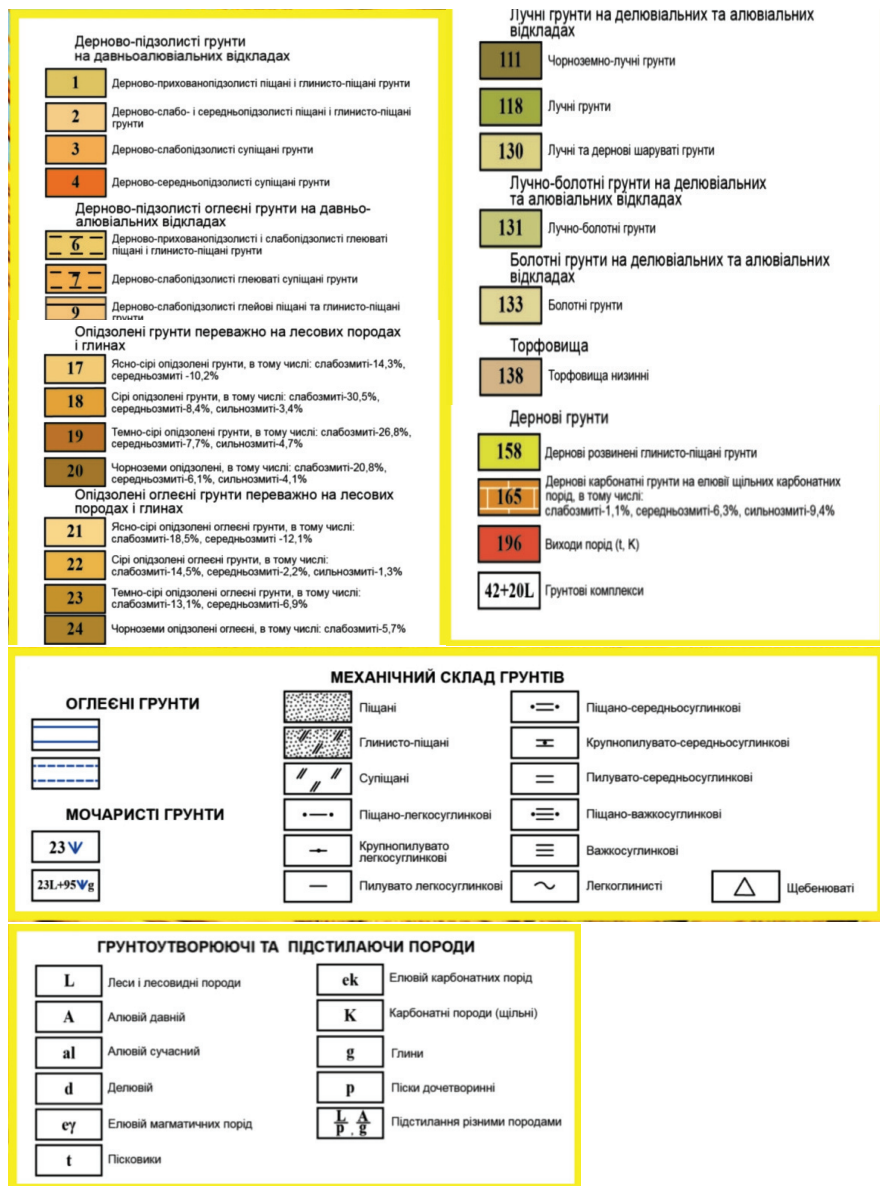 Дерново-підзолисті грунти
на давньоалювіальних відкладах
1 Дерново-прихованопідзолисті піщані і глинисто-піщані грунти
2 Дерново-слабо- і середньопідзолисті піщані і глинисто-піщані
грунти
3 Дерново-слабопідзолисті супіщані грунти
4 Дерново-середньопідзолисті супіщані грунти
Дерново-підзолисті оглеєні грунти на давньо-
алювіальних відкладах
6 Дерново-прихованопідзолисті і слабопідзолисті глеюваті
піщані і глинисто-піщані грунти
7 Дерново-слабопідзолисті глеюваті супіщані грунти
9 Дерново-слабопідзолисті глейові піщані та глинисто-піщані
грунти
Опідзолені грунти переважно на лесових породах
і глинах
17 Ясно-сірі опідзолені грунти, в тому числі: слабозмиті-14,3%,
середньозмиті -10,2%
18 Сірі опідзолені грунти, в тому числі: слабозмиті-30,5%,
середньозмиті-8,4%, сильнозмиті-3,4%
19 Темно-сірі опідзолені грунти, в тому числі: слабозмиті-26,8%,
середньозмиті-7,7%, сильнозмиті-4,7%
20 Чорноземи опідзолені, в тому числі: слабозмиті-20,8%,
середньозмиті-6,1%, сильнозмиті-4,1%
Опідзолені оглеєні грунти переважно на лесових
породах і глинах
21 Ясно-сірі опідзолені оглеєні грунти, в тому числі:
слабозмиті-18,5%, середньозмиті -12,1%
22 Сірі опідзолені оглеєні грунти, в тому числі:
слабозмиті-14,5%, середньозмиті-2,2%, сильнозмиті-1,3%
23 Темно-сірі опідзолені оглеєні грунти, в тому числі:
слабозмиті-13,1%, середньозмиті-6,9%
24 Чорноземи опідзолені оглеєні, в тому числі: слабозмиті-5,7%
Лучні грунти на делювіальних та алювіальних
відкладах
111 Чорноземно-лучні грунти
118 Лучні грунти
130 Лучні та дернові шаруваті грунти
Лучно-болотні грунти на делювіальних
та алювіальних відкладах
131 Лучно-болотні грунти
Болотні грунти на делювіальних та алювіальних
відкладах
133 Болотні грунти
Торфовища
138 Торфовища низинні
Дернові грунти
158 Дернові розвинені глинисто-піщані грунти
165 Дернові карбонатні грунти на елювії щільних карбонатних
порід, в тому числі:
слабозмиті-1,1%, середньозмиті-6,3%, сильнозмиті-9,4%
196 Виходи порід (t, K)
42+20L Грунтові комплекси
МЕХАНІЧНИЙ СКЛАД ГРУНТІВ
ОГЛЕЄНІ ГРУНТИ
МОЧАРИСТІ ГРУНТИ
23
23L+95 g
Піщані
Глинисто-піщані
Супіщані
Піщано-легкосуглинкові
Крупнопилувато
легкосуглинкові
Пилувато легкосуглинкові
Піщано-середньосуглинкові
Крупнопилувато-середньосуглинкові
Пилувато-середньосуглинкові
Піщано-важкосуглинкові
Важкосуглинкові
Легкоглинисті
Щебенюваті
ГРУНТОУТВОРЮЮЧІ ТА ПІДСТИЛАЮЧИ ПОРОДИ
L Леси і лесовидні породи
A Алювій давній
al Алювій сучасний
d Делювій
eγ Елювій магматичних порід
t Пісковики
ek Елювій карбонатних порід
K Карбонатні породи (щільні)
g Глини
p Піски дочетворинні
L/p, A/g Підстилання різними породами